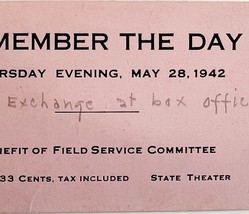 MEMBER THE DAY
RSDAY EVENING, MAY 28, 1942
Exchange at box offic
NEFIT OF FIELD SERVICE COMMITTEE
33 CENTS, TAX INCLUDED STATE THEATER